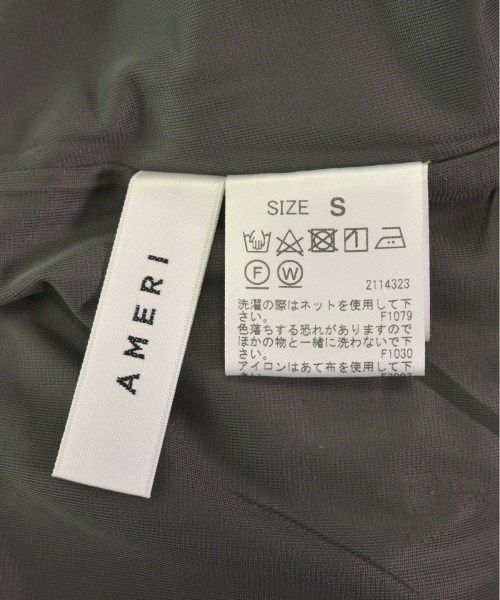 AMERI
SIZE S
F W
2114323
洗濯の際はネットを使用して下
さい。 F1079
色落ちする恐れがありますので
ほかの物と一緒に洗わないで下
さい。 F1030
アイロンはあて布を使用して下
さい。